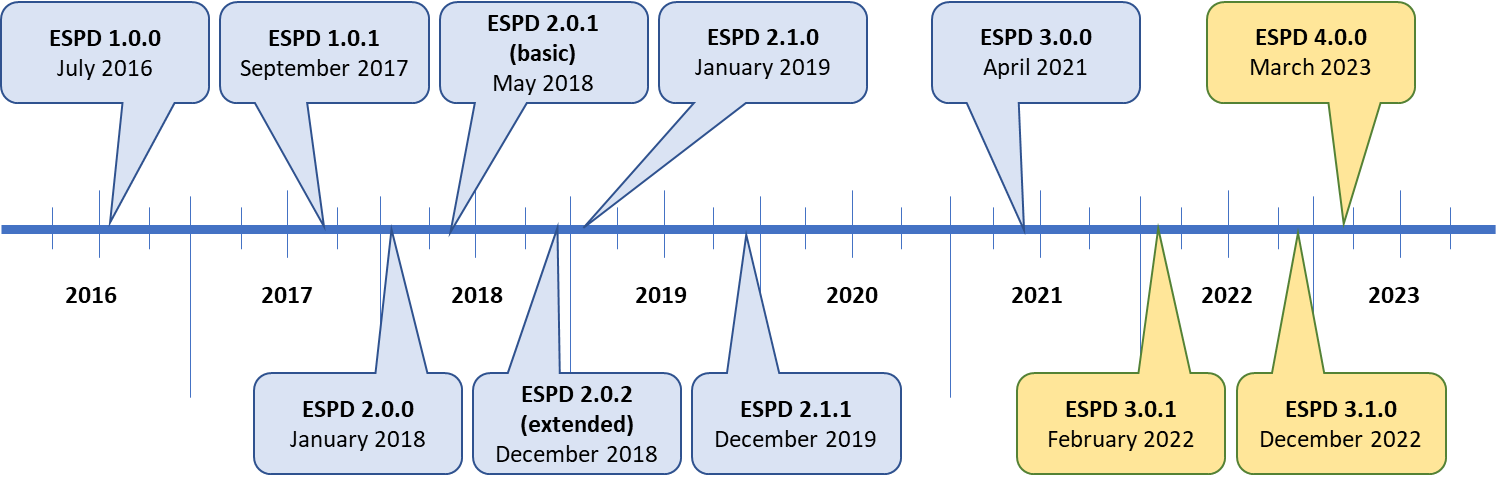 ESPD 1.0.0
July 2016
ESPD 1.0.1
September 2017
ESPD 2.0.1
(basic)
May 2018
ESPD 2.1.0
January 2019
ESPD 3.0.0
April 2021
ESPD 4.0.0
March 2023
2016
2017
2018
2019
2020
2021
2022
2023
ESPD 2.0.0
January 2018
ESPD 2.0.2
(extended)
December 2018
ESPD 2.1.1
December 2019
ESPD 3.0.1
February 2022
ESPD 3.1.0
December 2022